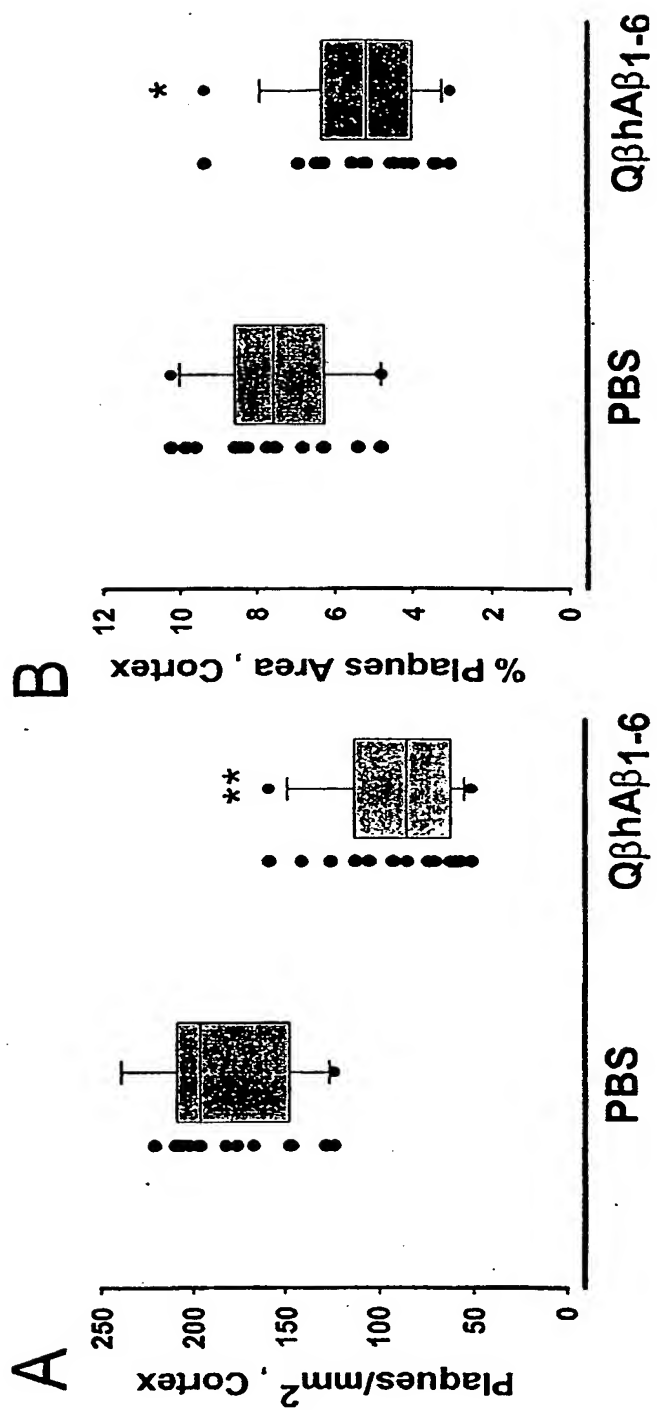 A
Plaques/mm², Cortex
250
200
150
100
50
0
**
PBS
QβhAβ1-6
B
% Plaques Area, Cortex
12
10
8
6
4
2
0
*
PBS
QβhAβ1-6